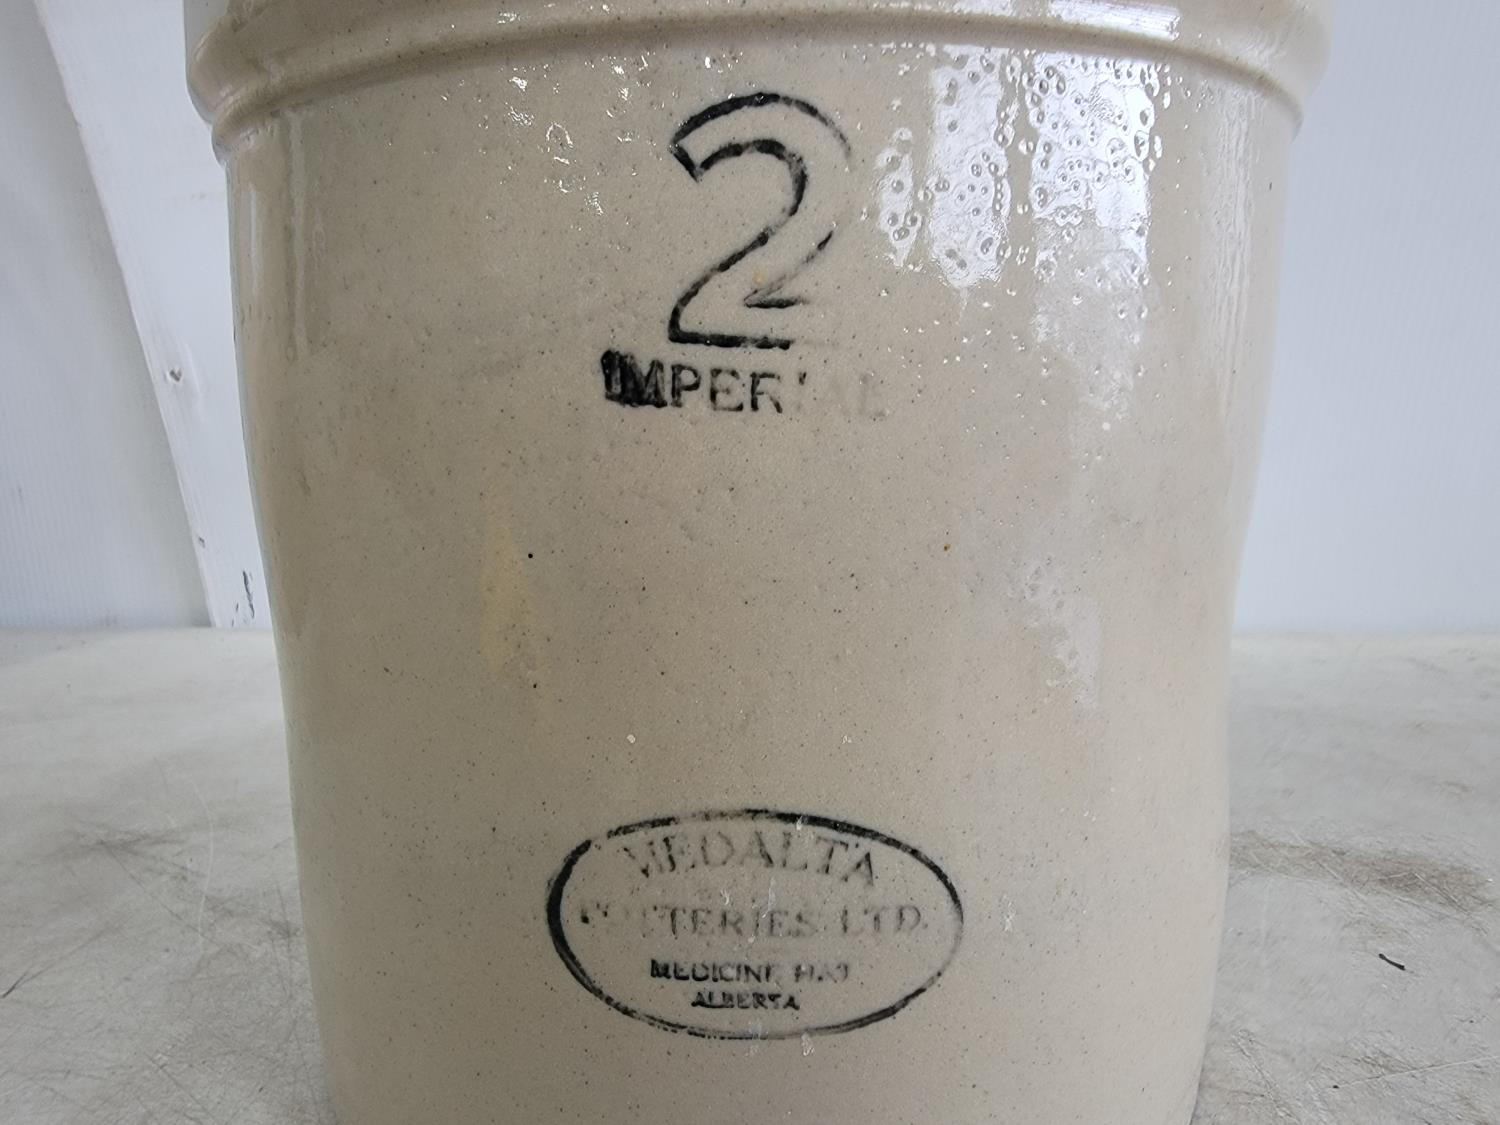 2
IMPERIAL
MEDALTA
POTTERIES LTD.
MEDICINE HAT
ALBERTA